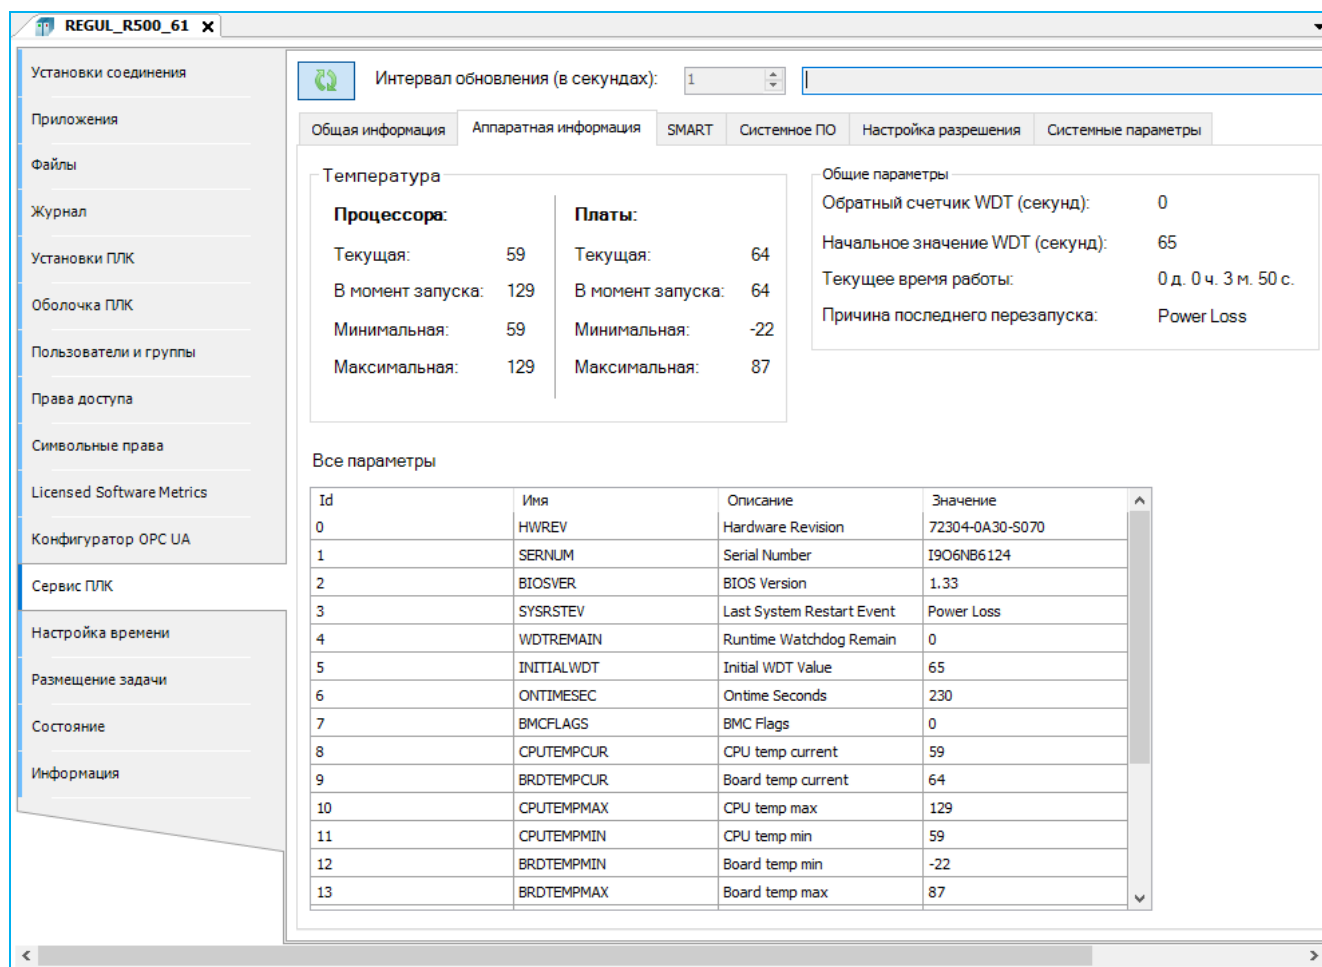 REGUL_R500_61 X
Установки соединения
Приложения
Файлы
Журнал
Установки ПЛК
Оболочка ПЛК
Пользователи и группы
Права доступа
Символьные права
Licensed Software Metrics
Конфигуратор OPC UA
Сервис ПЛК
Настройка времени
Размещение задачи
Состояние
Информация
Интервал обновления (в секундах): 1
Общая информация Аппаратная информация SMART Системное ПО Настройка разрешения Системные параметры
Температура
Процессора: Платы:
Текущая: 59 Текущая: 64
В момент запуска: 129 В момент запуска: 64
Минимальная: 59 Минимальная: -22
Максимальная: 129 Максимальная: 87
Общие параметры
Обратный счетчик WDT (секунд): 0
Начальное значение WDT (секунд): 65
Текущее время работы: 0 д. 0 ч. 3 м. 50 с.
Причина последнего перезапуска: Power Loss
Все параметры
Id Имя Описание Значение
0 HWREV Hardware Revision 72304-0A30-S070
1 SERNUM Serial Number I9O6NB6124
2 BIOSVER BIOS Version 1.33
3 SYSRSTEV Last System Restart Event Power Loss
4 WDTREMAIN Runtime Watchdog Remain 0
5 INITIALWDT Initial WDT Value 65
6 ONTIMESEC Ontime Seconds 230
7 BMCFLAGS BMC Flags 0
8 CPUTEMPCUR CPU temp current 59
9 BRDTEMPCUR Board temp current 64
10 CPUTEMPMAX CPU temp max 129
11 CPUTEMPMIN CPU temp min 59
12 BRDTEMPMIN Board temp min -22
13 BRDTEMPMAX Board temp max 87